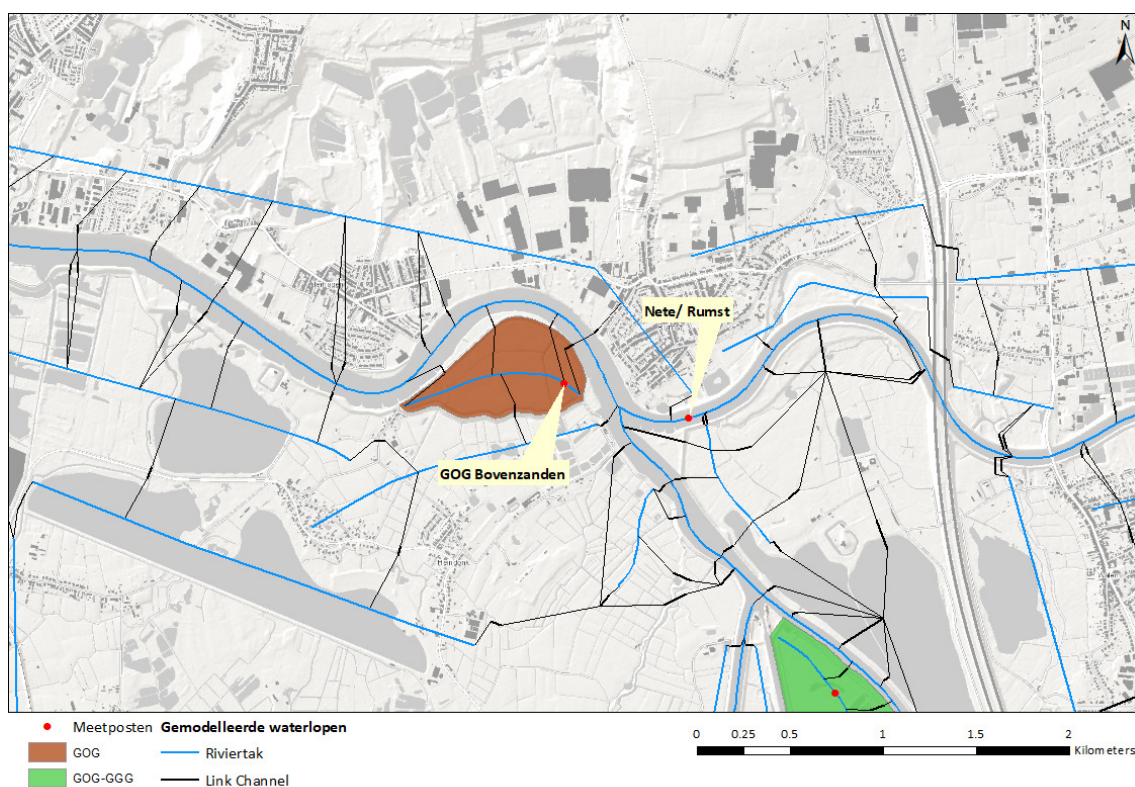 N
Nete/ Rumst
GOG Bovenzanden
Heindonk
Meetposten
Gemodelleerde waterlopen
GOG
Riviertak
GOG-GGG
Link Channel
0 0.25 0.5 1 1.5 2
Kilometers